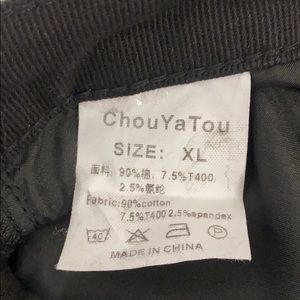 ChouYaTou
SIZE: XL
面料: 90%棉, 7.5%T400,
2.5%氨纶
Fabric:90%cotton
7.5%T400 2.5%spandex
40
MADE IN CHINA